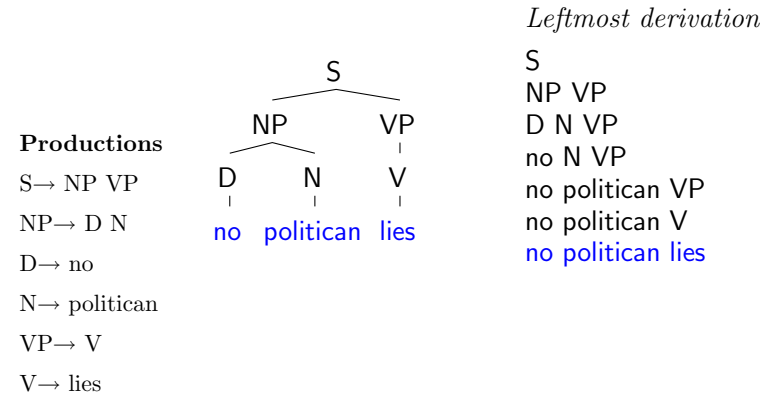 Productions
S→ NP VP
NP→ D N
D→ no
N→ politican
VP→ V
V→ lies
S
NP VP
D N V
no politican lies
Leftmost derivation
S
NP VP
D N VP
no N VP
no politican VP
no politican V
no politican lies